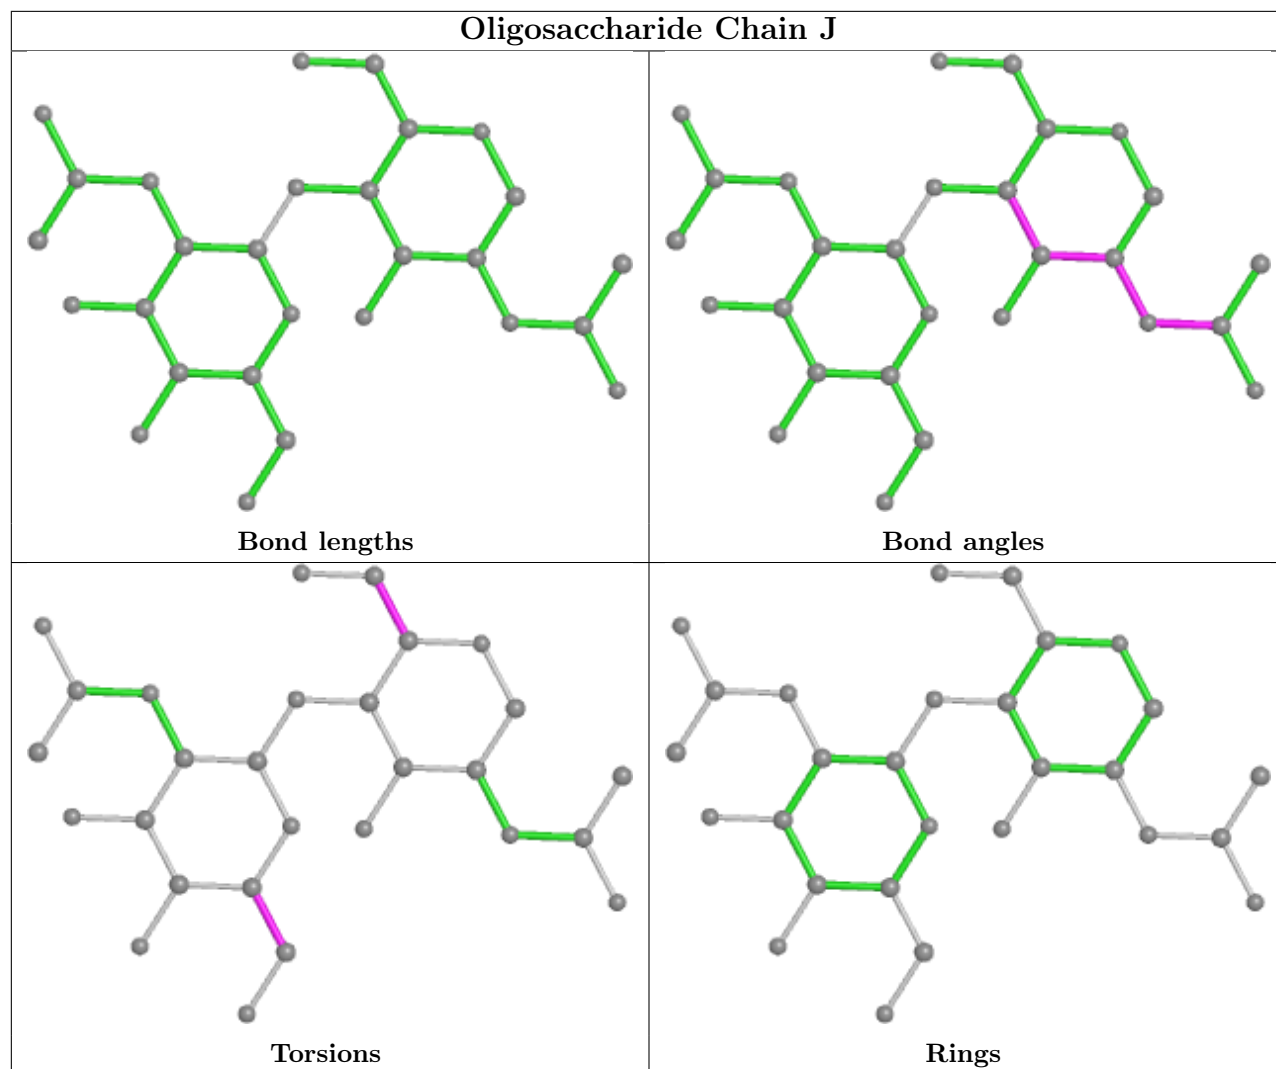 Oligosaccharide Chain J
Bond lengths
Bond angles
Torsions
Rings